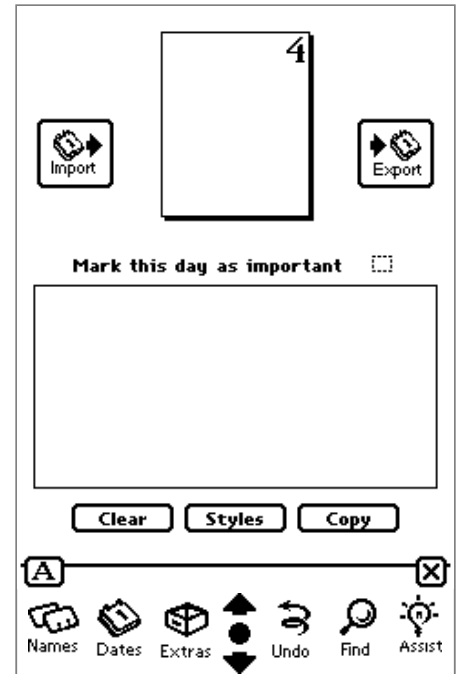 4
Import
Export
Mark this day as important
Clear Styles Copy
A X
Names Dates Extras Undo Find Assist